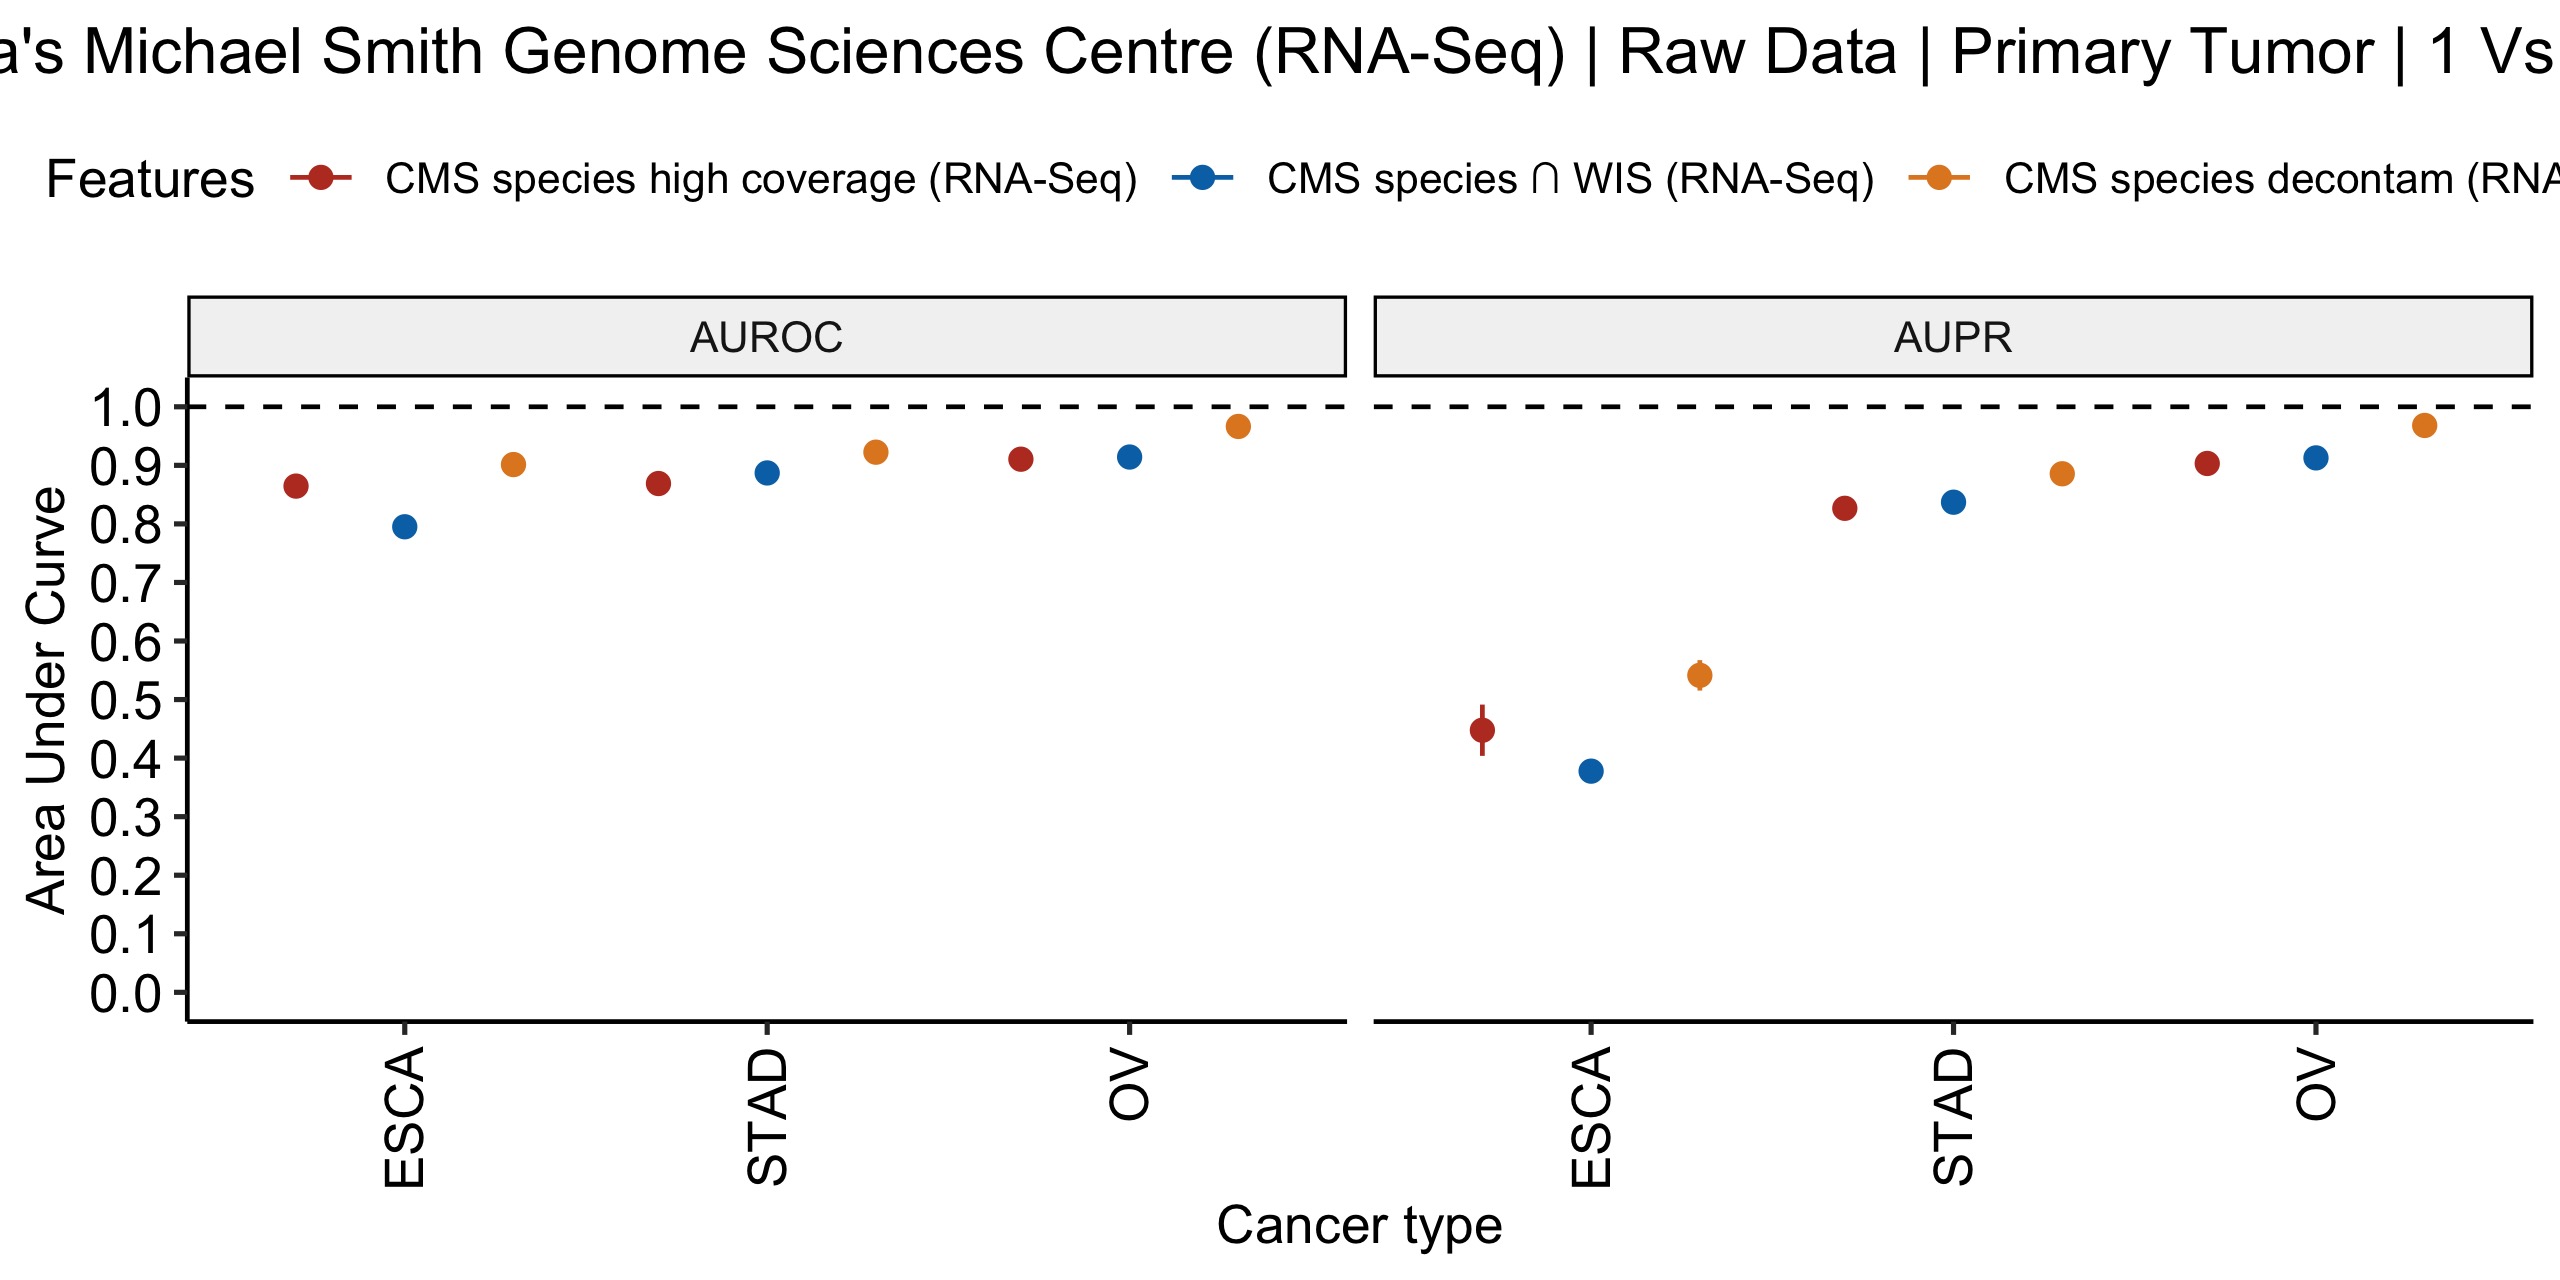 a's Michael Smith Genome Sciences Centre (RNA-Seq) | Raw Data | Primary Tumor | 1 Vs
Features CMS species high coverage (RNA-Seq) CMS species ∩ WIS (RNA-Seq) CMS species decontam (RNA
AUROC AUPR
Area Under Curve
1.0
0.9
0.8
0.7
0.6
0.5
0.4
0.3
0.2
0.1
0.0
ESCA STAD OV ESCA STAD OV
Cancer type